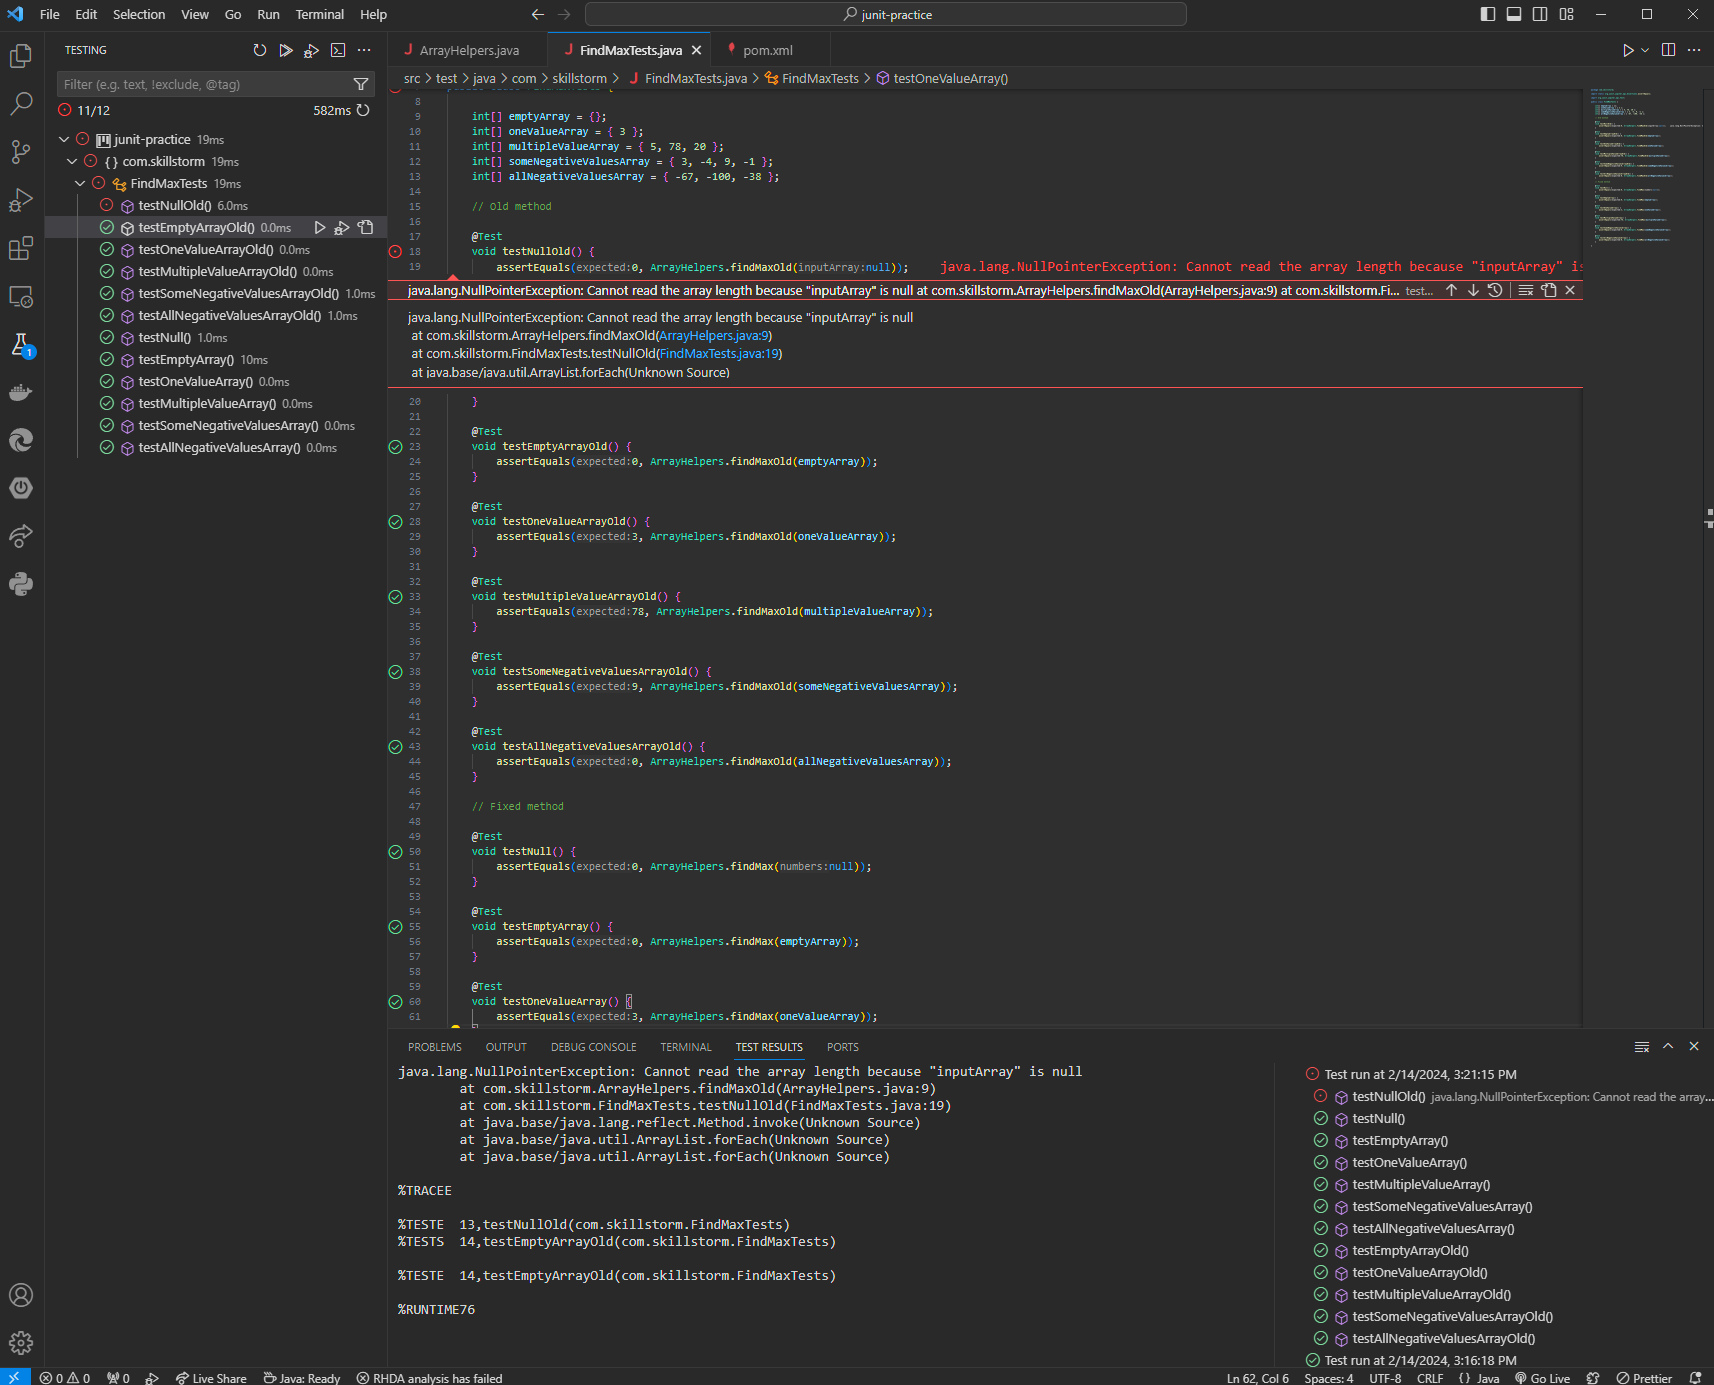 File Edit Selection View Go Run Terminal Help
junit-practice
TESTING
Filter (e.g. text, !exclude, @tag)
11/12 582ms
junit-practice 19ms
{ } com.skillstorm 19ms
FindMaxTests 19ms
testNullOld() 6.0ms
testEmptyArrayOld() 0.0ms
testOneValueArrayOld() 0.0ms
testMultipleValueArrayOld() 0.0ms
testSomeNegativeValuesArrayOld() 1.0ms
testAllNegativeValuesArrayOld() 1.0ms
testNull() 1.0ms
testEmptyArray() 10ms
testOneValueArray() 0.0ms
testMultipleValueArray() 0.0ms
testSomeNegativeValuesArray() 0.0ms
testAllNegativeValuesArray() 0.0ms
1
J ArrayHelpers.java J FindMaxTests.java pom.xml
src > test > java > com > skillstorm > J FindMaxTests.java > FindMaxTests > testOneValueArray()
8
9 int[] emptyArray = {};
10 int[] oneValueArray = { 3 };
11 int[] multipleValueArray = { 5, 78, 20 };
12 int[] someNegativeValuesArray = { 3, -4, 9, -1 };
13 int[] allNegativeValuesArray = { -67, -100, -38 };
14
15 // Old method
16
17 @Test
18 void testNullOld() {
19 assertEquals(expected:0, ArrayHelpers.findMaxOld(inputArray:null)); java.lang.NullPointerException: Cannot read the array length because "inputArray" is
java.lang.NullPointerException: Cannot read the array length because "inputArray" is null at com.skillstorm.ArrayHelpers.findMaxOld(ArrayHelpers.java:9) at com.skillstorm.Fi... test...
java.lang.NullPointerException: Cannot read the array length because "inputArray" is null
at com.skillstorm.ArrayHelpers.findMaxOld(ArrayHelpers.java:9)
at com.skillstorm.FindMaxTests.testNullOld(FindMaxTests.java:19)
at java.base/java.util.ArrayList.forEach(Unknown Source)
20 }
21
22 @Test
23 void testEmptyArrayOld() {
24 assertEquals(expected:0, ArrayHelpers.findMaxOld(emptyArray));
25 }
26
27 @Test
28 void testOneValueArrayOld() {
29 assertEquals(expected:3, ArrayHelpers.findMaxOld(oneValueArray));
30 }
31
32 @Test
33 void testMultipleValueArrayOld() {
34 assertEquals(expected:78, ArrayHelpers.findMaxOld(multipleValueArray));
35 }
36
37 @Test
38 void testSomeNegativeValuesArrayOld() {
39 assertEquals(expected:9, ArrayHelpers.findMaxOld(someNegativeValuesArray));
40 }
41
42 @Test
43 void testAllNegativeValuesArrayOld() {
44 assertEquals(expected:0, ArrayHelpers.findMaxOld(allNegativeValuesArray));
45 }
46
47 // Fixed method
48
49 @Test
50 void testNull() {
51 assertEquals(expected:0, ArrayHelpers.findMax(numbers:null));
52 }
53
54 @Test
55 void testEmptyArray() {
56 assertEquals(expected:0, ArrayHelpers.findMax(emptyArray));
57 }
58
59 @Test
60 void testOneValueArray() {
61 assertEquals(expected:3, ArrayHelpers.findMax(oneValueArray));
PROBLEMS OUTPUT DEBUG CONSOLE TERMINAL TEST RESULTS PORTS
java.lang.NullPointerException: Cannot read the array length because "inputArray" is null
at com.skillstorm.ArrayHelpers.findMaxOld(ArrayHelpers.java:9)
at com.skillstorm.FindMaxTests.testNullOld(FindMaxTests.java:19)
at java.base/java.lang.reflect.Method.invoke(Unknown Source)
at java.base/java.util.ArrayList.forEach(Unknown Source)
at java.base/java.util.ArrayList.forEach(Unknown Source)
%TRACEE
%TESTE 13,testNullOld(com.skillstorm.FindMaxTests)
%TESTS 14,testEmptyArrayOld(com.skillstorm.FindMaxTests)
%TESTE 14,testEmptyArrayOld(com.skillstorm.FindMaxTests)
%RUNTIME76
Test run at 2/14/2024, 3:21:15 PM
testNullOld() java.lang.NullPointerException: Cannot read the array...
testNull()
testEmptyArray()
testOneValueArray()
testMultipleValueArray()
testSomeNegativeValuesArray()
testAllNegativeValuesArray()
testEmptyArrayOld()
testOneValueArrayOld()
testMultipleValueArrayOld()
testSomeNegativeValuesArrayOld()
testAllNegativeValuesArrayOld()
Test run at 2/14/2024, 3:16:18 PM
0 0 0 Live Share Java: Ready RHDA analysis has failed Ln 62, Col 6 Spaces: 4 UTF-8 CRLF { } Java Go Live Prettier